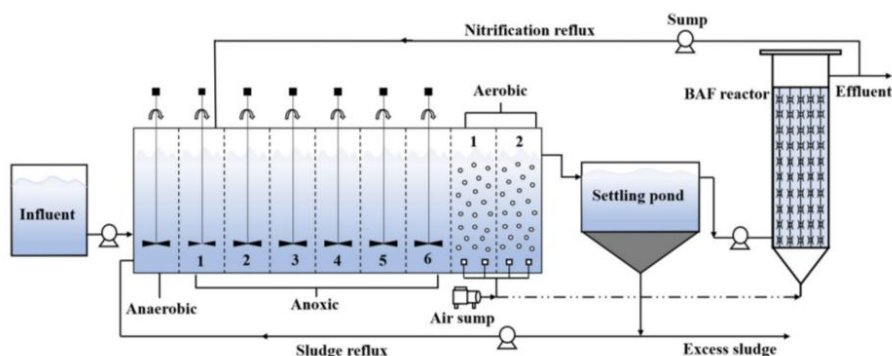 Nitrification reflux
Sump
Aerobic
BAF reactor
Effluent
1 2
Influent
Settling pond
1 2 3 4 5 6
Anaerobic
Anoxic
Air sump
Sludge reflux
Excess sludge